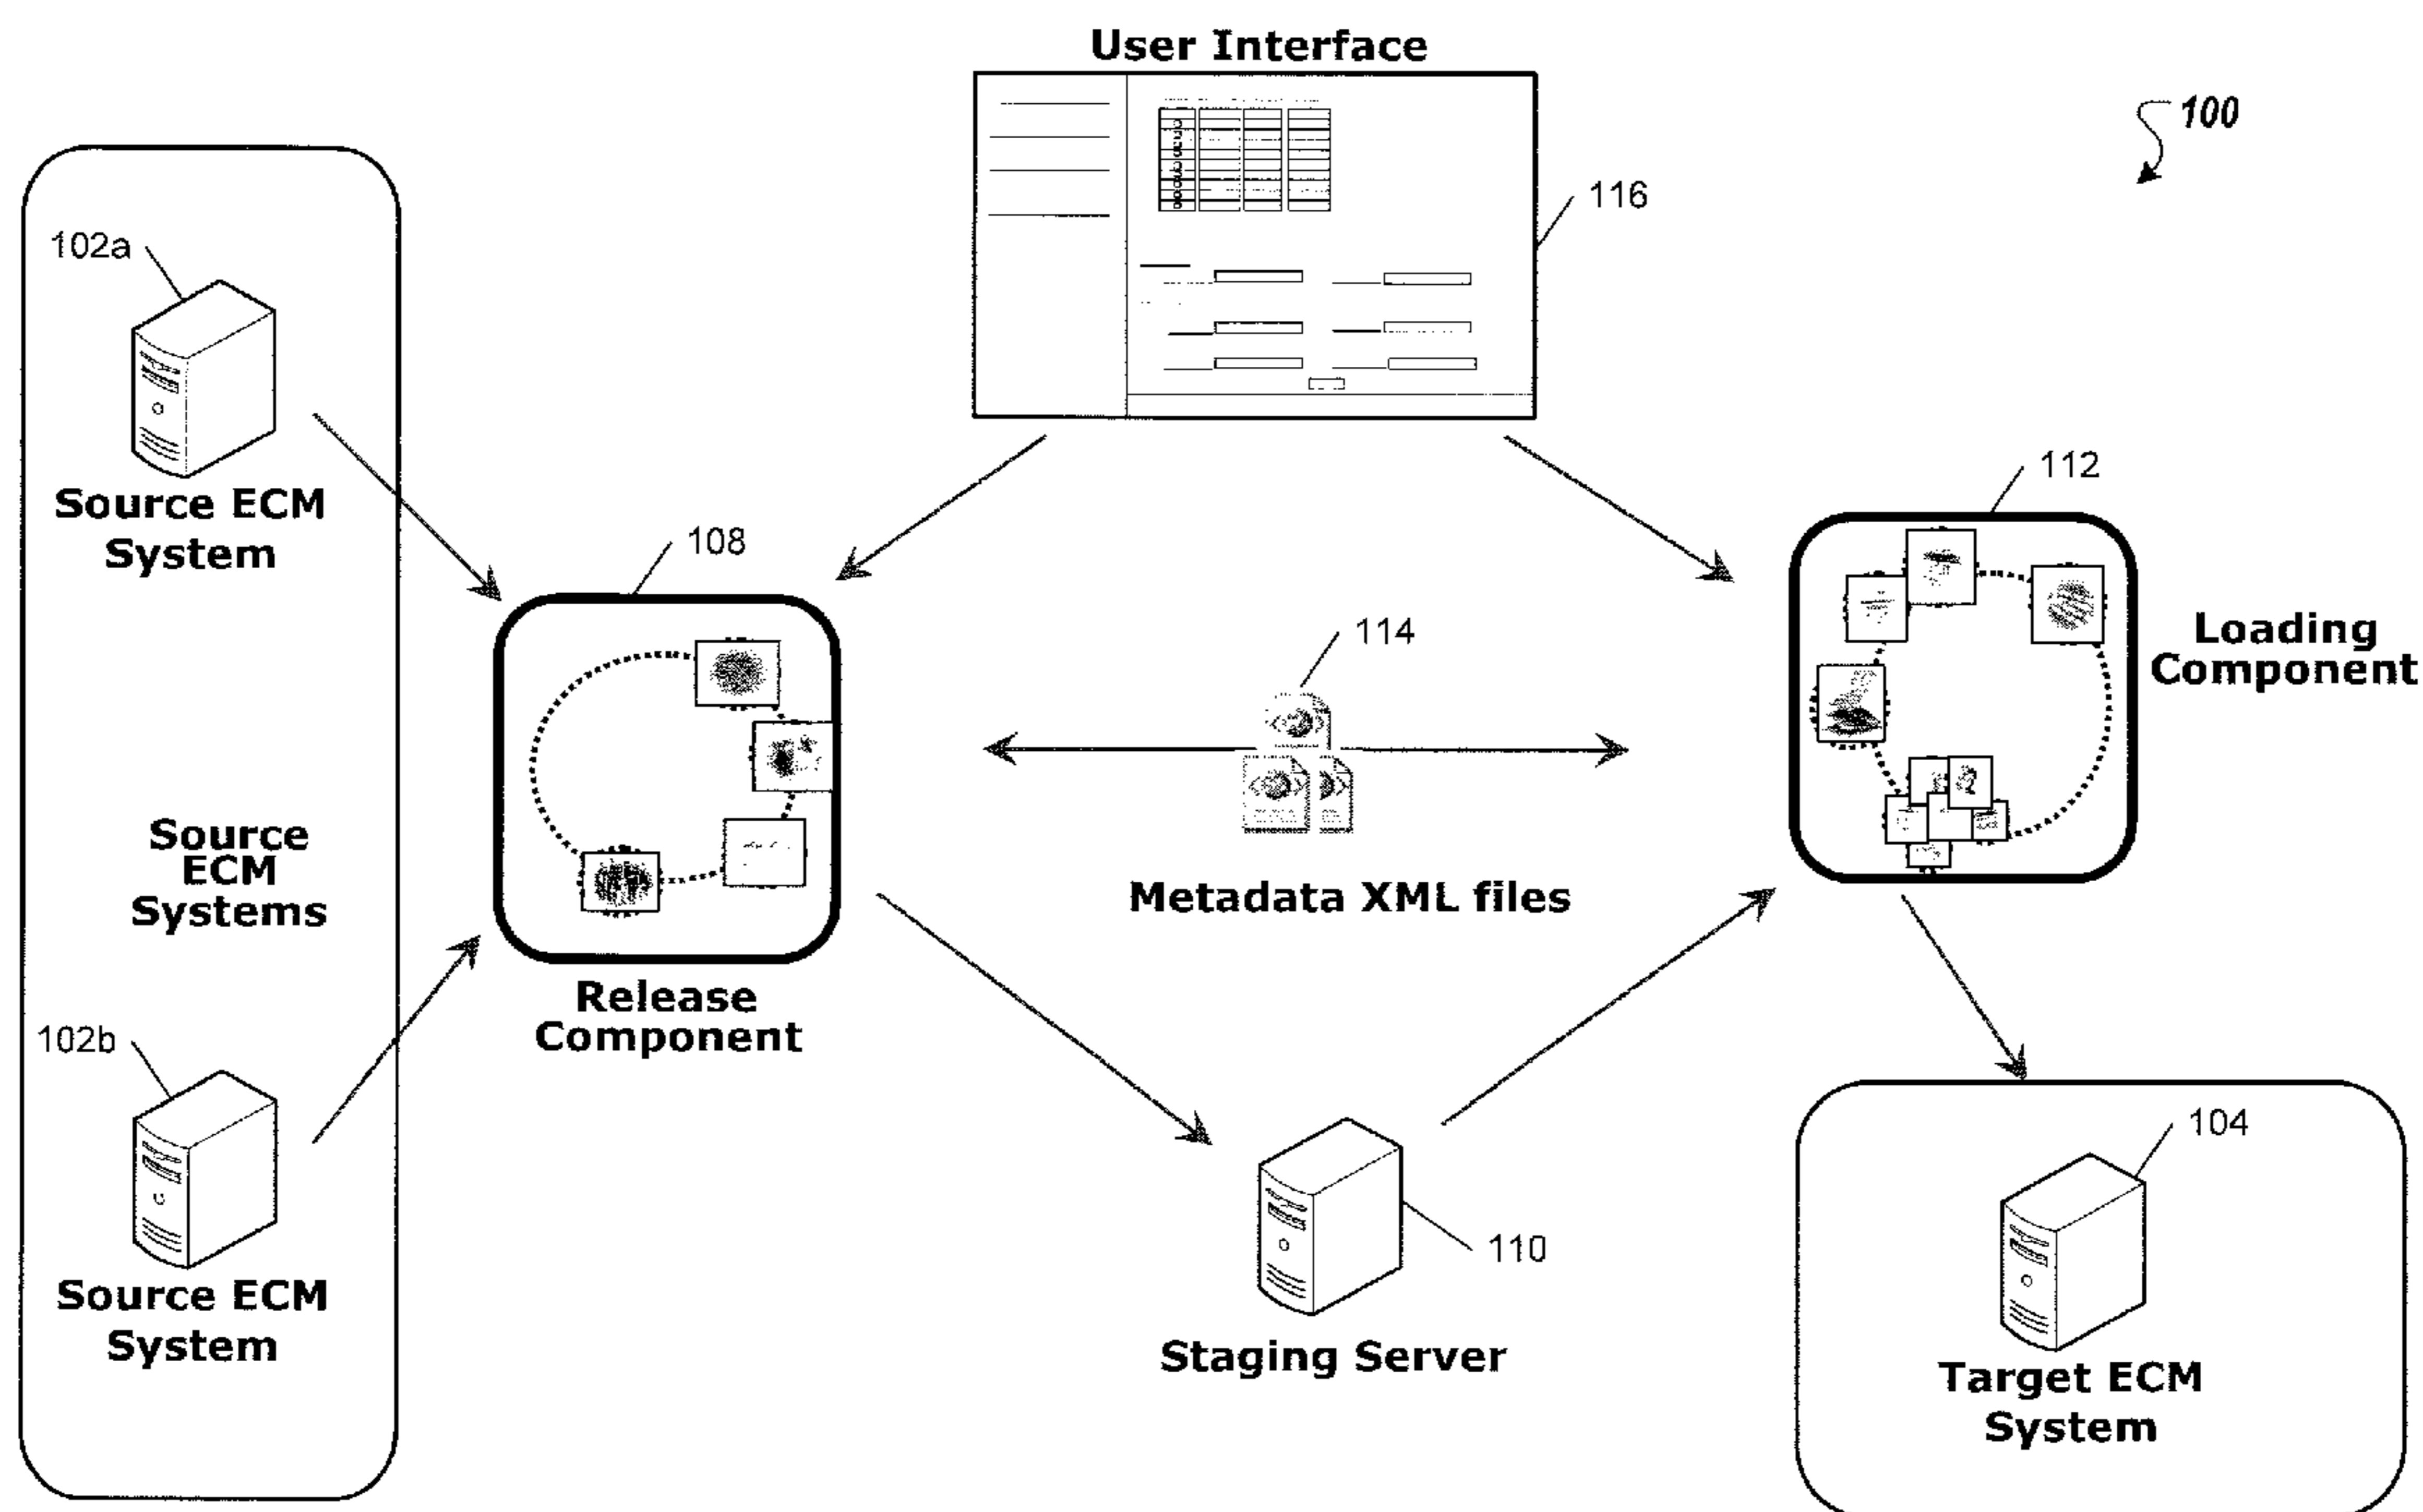 User Interface
100
116
102a
Source ECM
System
112
108
114
Loading
Component
Source
ECM
Systems
Metadata XML files
Release
Component
102b
104
110
Source ECM
System
Staging Server
Target ECM
System